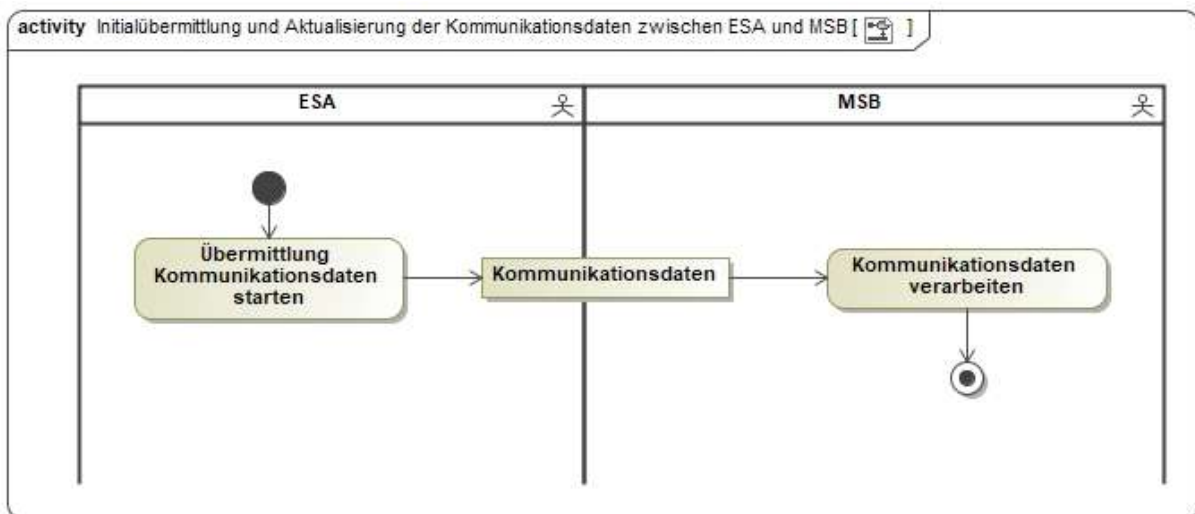 activity Initialübermittlung und Aktualisierung der Kommunikationsdaten zwischen ESA und MSB [ ]
ESA
MSB
Übermittlung
Kommunikationsdaten
starten
Kommunikationsdaten
Kommunikationsdaten
verarbeiten